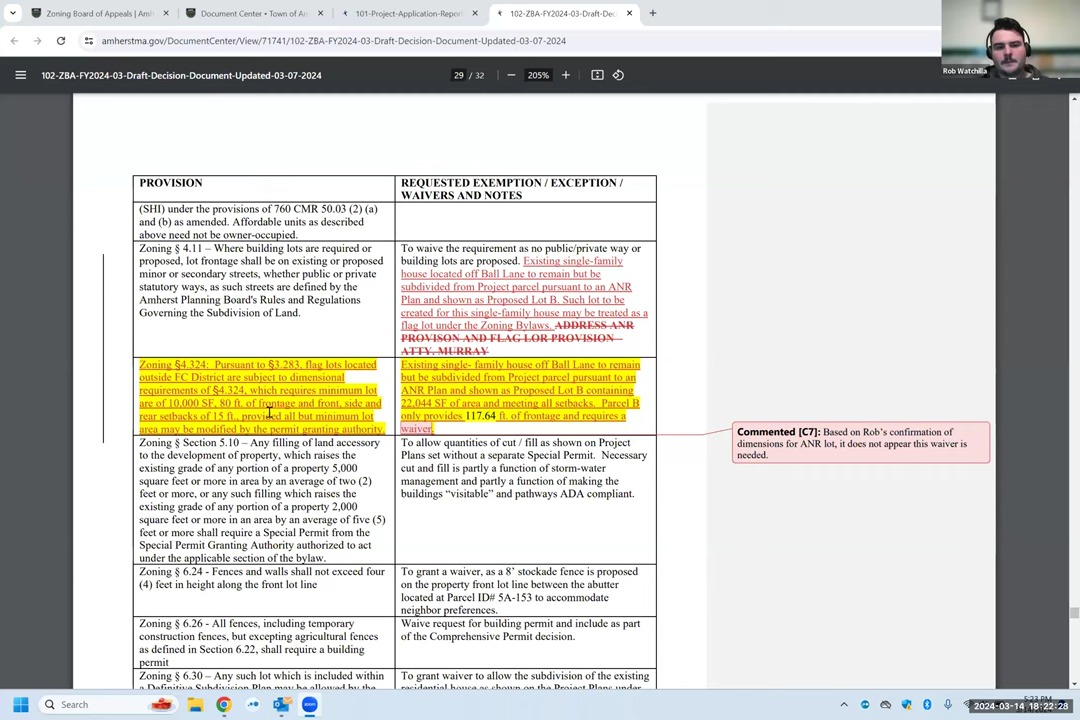 Zoning Board of Appeals | Amh
Document Center • Town of Am
101-Project-Application-Report
102-ZBA-FY2024-03-Draft-Dec
amherstma.gov/DocumentCenter/View/71741/102-ZBA-FY2024-03-Draft-Decision-Document-Updated-03-07-2024
102-ZBA-FY2024-03-Draft-Decision-Document-Updated-03-07-2024
29 / 32
205%
Rob Watchilla
PROVISION
REQUESTED EXEMPTION / EXCEPTION /
WAIVERS AND NOTES
(SHI) under the provisions of 760 CMR 50.03 (2) (a)
and (b) as amended. Affordable units as described
above need not be owner-occupied.
Zoning § 4.11 – Where building lots are required or
proposed, lot frontage shall be on existing or proposed
minor or secondary streets, whether public or private
statutory ways, as such streets are defined by the
Amherst Planning Board's Rules and Regulations
Governing the Subdivision of Land.
To waive the requirement as no public/private way or
building lots are proposed. Existing single-family
house located off Ball Lane to remain but be
subdivided from Project parcel pursuant to an ANR
Plan and shown as Proposed Lot B. Such lot to be
created for this single-family house may be treated as a
flag lot under the Zoning Bylaws. ADDRESS ANR
PROVISON AND FLAG LOR PROVISION –
ATTY. MURRAY
Zoning §4.324: Pursuant to §3.283, flag lots located
outside FC District are subject to dimensional
requirements of §4.324, which requires minimum lot
are of 10,000 SF, 80 ft. of frontage and front, side and
rear setbacks of 15 ft., provided all but minimum lot
area may be modified by the permit granting authority.
Existing single- family house off Ball Lane to remain
but be subdivided from Project parcel pursuant to an
ANR Plan and shown as Proposed Lot B containing
22,044 SF of area and meeting all setbacks. Parcel B
only provides 117.64 ft. of frontage and requires a
waiver.
Commented [C7]: Based on Rob's confirmation of
dimensions for ANR lot, it does not appear this waiver is
needed.
Zoning § Section 5.10 – Any filling of land accessory
to the development of property, which raises the
existing grade of any portion of a property 5,000
square feet or more in an area by an average of two (2)
feet or more, or any such filling which raises the
existing grade of any portion of a property 2,000
square feet or more in an area by an average of five (5)
feet or more shall require a Special Permit from the
Special Permit Granting Authority authorized to act
under the applicable section of the bylaw.
To allow quantities of cut / fill as shown on Project
Plans set without a separate Special Permit. Necessary
cut and fill is partly a function of storm-water
management and partly a function of making the
buildings “visitable” and pathways ADA compliant.
Zoning § 6.24 - Fences and walls shall not exceed four
(4) feet in height along the front lot line
To grant a waiver, as a 8’ stockade fence is proposed
on the property front lot line between the abutter
located at Parcel ID# 5A-153 to accommodate
neighbor preferences.
Zoning § 6.26 - All fences, including temporary
construction fences, but excepting agricultural fences
as defined in Section 6.22, shall require a building
permit
Waive request for building permit and include as part
of the Comprehensive Permit decision.
Zoning § 6.30 – Any such lot which is included within
a Definitive Subdivision Plan may be allowed by the
To grant waiver to allow the subdivision of the existing
residential house as shown on the Project Plans under
Search
5:23 PM
2024-03-14 18:22:28